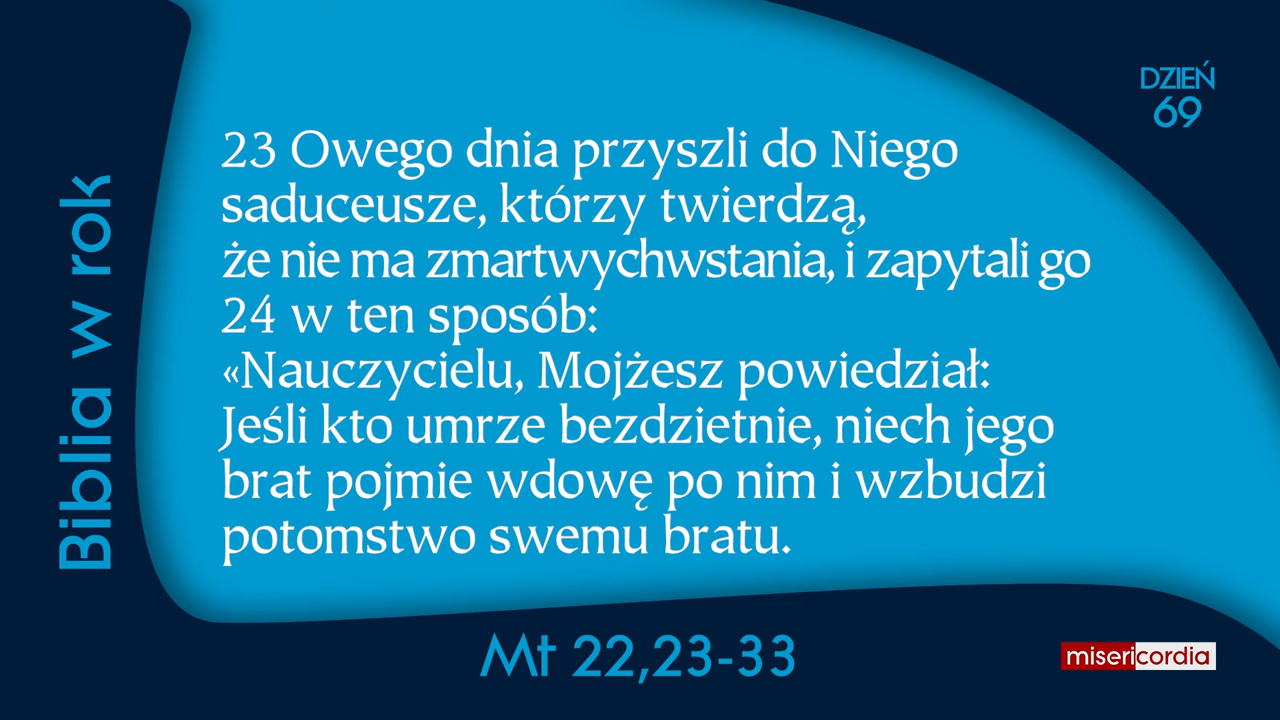 DZIEŃ
69
23 Owego dnia przyszli do Niego
saduceusze, którzy twierdzą,
że nie ma zmartwychwstania, i zapytali go
24 w ten sposób:
«Nauczycielu, Mojżesz powiedział:
Jeśli kto umrze bezdzietnie, niech jego
brat pojmie wdowę po nim i wzbudzi
potomstwo swemu bratu.
Biblia w rok
Mt 22,23-33
misericordia